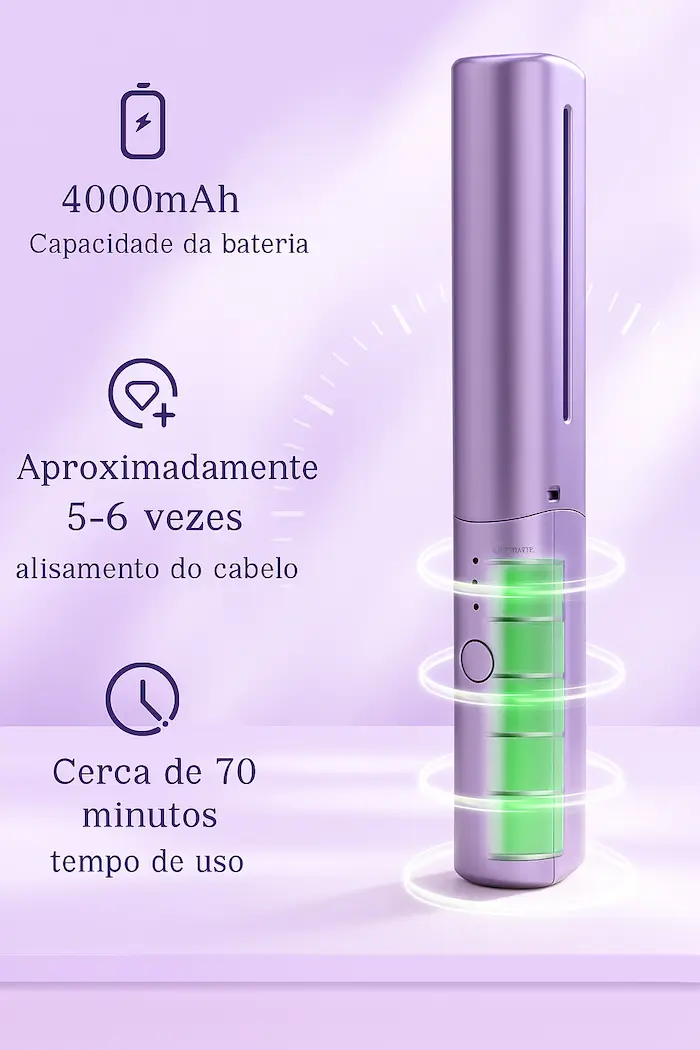 4000mAh
Capacidade da bateria
Aproximadamente
5-6 vezes
alisamento do cabelo
Cerca de 70
minutos
tempo de uso